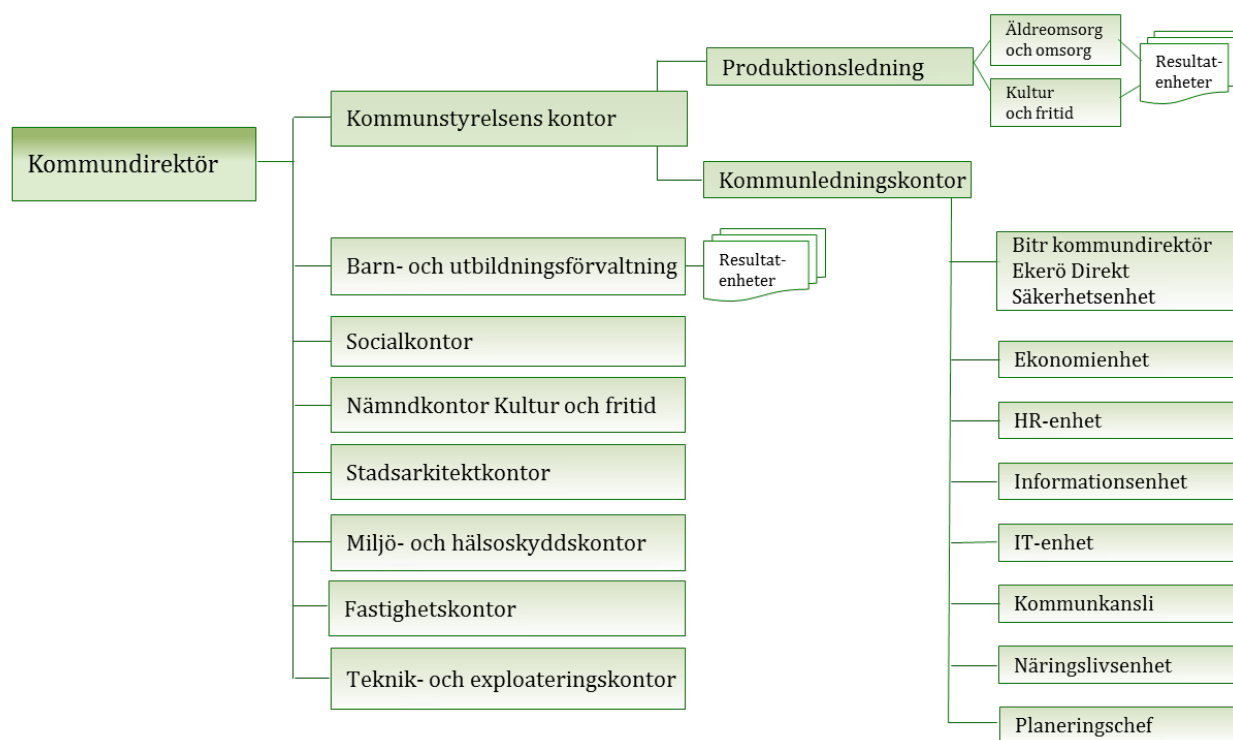 Kommundirektör
Kommunstyrelsens kontor
Produktionsledning
Äldreomsorg
och omsorg
Kultur
och fritid
Resultat-
enheter
Kommunledningskontor
Bitr kommundirektör
Ekerö Direkt
Säkerhetsenhet
Ekonomienhet
HR-enhet
Informationsenhet
IT-enhet
Kommunkansli
Näringslivsenhet
Planeringschef
Barn- och utbildningsförvaltning
Resultat-
enheter
Socialkontor
Nämndkontor Kultur och fritid
Stadsarkitektkontor
Miljö- och hälsoskyddskontor
Fastighetskontor
Teknik- och exploateringskontor